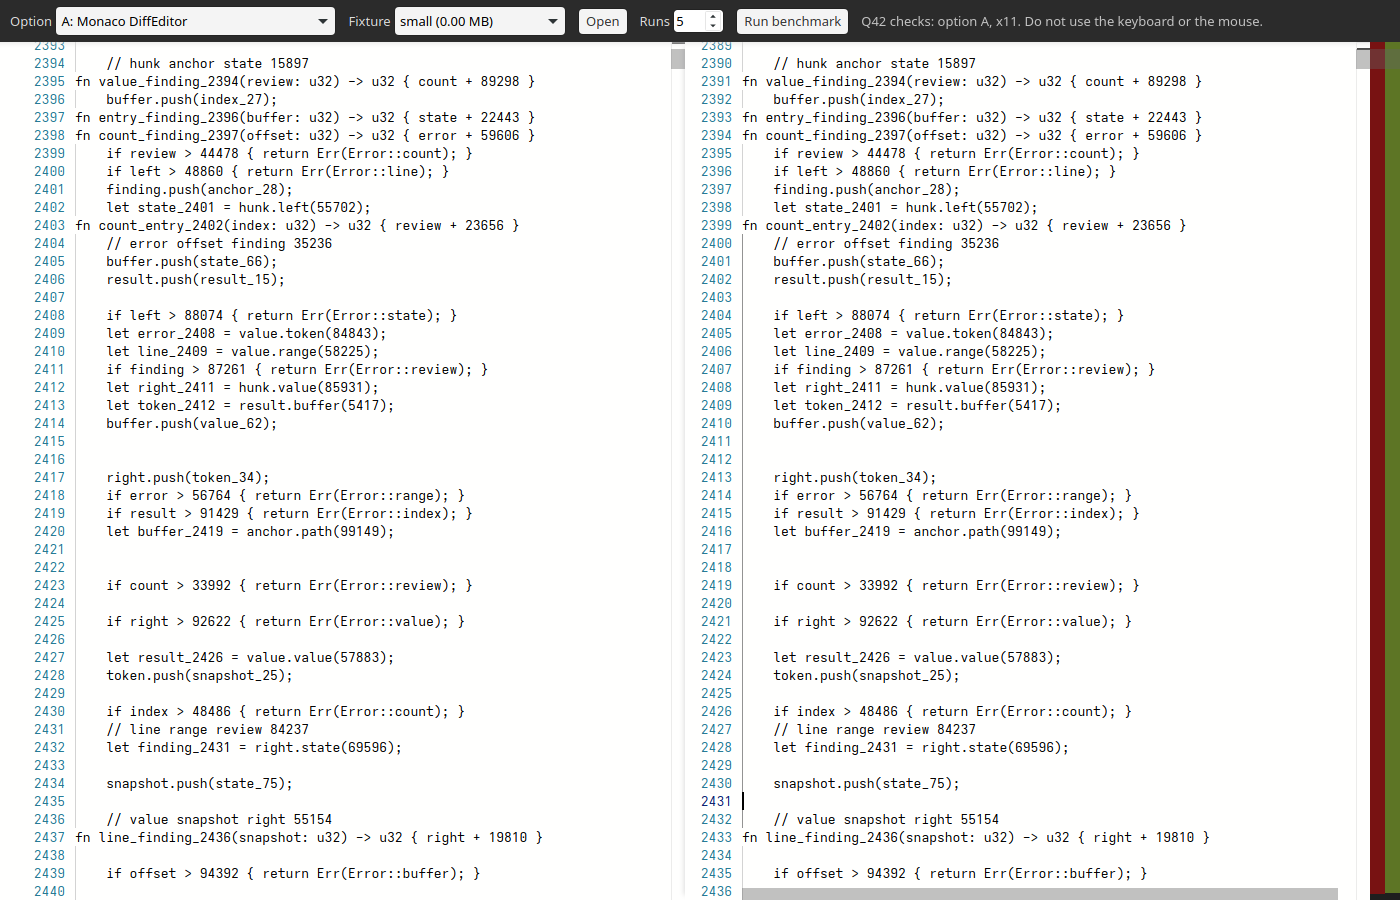 Option A: Monaco DiffEditor Fixture small (0.00 MB) Open Runs 5 Run benchmark Q42 checks: option A, x11. Do not use the keyboard or the mouse.
2393
2394 // hunk anchor state 15897
2395 fn value_finding_2394(review: u32) -> u32 { count + 89298 }
2396 buffer.push(index_27);
2397 fn entry_finding_2396(buffer: u32) -> u32 { state + 22443 }
2398 fn count_finding_2397(offset: u32) -> u32 { error + 59606 }
2399 if review > 44478 { return Err(Error::count); }
2400 if left > 48860 { return Err(Error::line); }
2401 finding.push(anchor_28);
2402 let state_2401 = hunk.left(55702);
2403 fn count_entry_2402(index: u32) -> u32 { review + 23656 }
2404 // error offset finding 35236
2405 buffer.push(state_66);
2406 result.push(result_15);
2407
2408 if left > 88074 { return Err(Error::state); }
2409 let error_2408 = value.token(84843);
2410 let line_2409 = value.range(58225);
2411 if finding > 87261 { return Err(Error::review); }
2412 let right_2411 = hunk.value(85931);
2413 let token_2412 = result.buffer(5417);
2414 buffer.push(value_62);
2415
2416
2417 right.push(token_34);
2418 if error > 56764 { return Err(Error::range); }
2419 if result > 91429 { return Err(Error::index); }
2420 let buffer_2419 = anchor.path(99149);
2421
2422
2423 if count > 33992 { return Err(Error::review); }
2424
2425 if right > 92622 { return Err(Error::value); }
2426
2427 let result_2426 = value.value(57883);
2428 token.push(snapshot_25);
2429
2430 if index > 48486 { return Err(Error::count); }
2431 // line range review 84237
2432 let finding_2431 = right.state(69596);
2433
2434 snapshot.push(state_75);
2435
2436 // value snapshot right 55154
2437 fn line_finding_2436(snapshot: u32) -> u32 { right + 19810 }
2438
2439 if offset > 94392 { return Err(Error::buffer); }
2440
2389
2390 // hunk anchor state 15897
2391 fn value_finding_2394(review: u32) -> u32 { count + 89298 }
2392 buffer.push(index_27);
2393 fn entry_finding_2396(buffer: u32) -> u32 { state + 22443 }
2394 fn count_finding_2397(offset: u32) -> u32 { error + 59606 }
2395 if review > 44478 { return Err(Error::count); }
2396 if left > 48860 { return Err(Error::line); }
2397 finding.push(anchor_28);
2398 let state_2401 = hunk.left(55702);
2399 fn count_entry_2402(index: u32) -> u32 { review + 23656 }
2400 // error offset finding 35236
2401 buffer.push(state_66);
2402 result.push(result_15);
2403
2404 if left > 88074 { return Err(Error::state); }
2405 let error_2408 = value.token(84843);
2406 let line_2409 = value.range(58225);
2407 if finding > 87261 { return Err(Error::review); }
2408 let right_2411 = hunk.value(85931);
2409 let token_2412 = result.buffer(5417);
2410 buffer.push(value_62);
2411
2412
2413 right.push(token_34);
2414 if error > 56764 { return Err(Error::range); }
2415 if result > 91429 { return Err(Error::index); }
2416 let buffer_2419 = anchor.path(99149);
2417
2418
2419 if count > 33992 { return Err(Error::review); }
2420
2421 if right > 92622 { return Err(Error::value); }
2422
2423 let result_2426 = value.value(57883);
2424 token.push(snapshot_25);
2425
2426 if index > 48486 { return Err(Error::count); }
2427 // line range review 84237
2428 let finding_2431 = right.state(69596);
2429
2430 snapshot.push(state_75);
2431
2432 // value snapshot right 55154
2433 fn line_finding_2436(snapshot: u32) -> u32 { right + 19810 }
2434
2435 if offset > 94392 { return Err(Error::buffer); }
2436